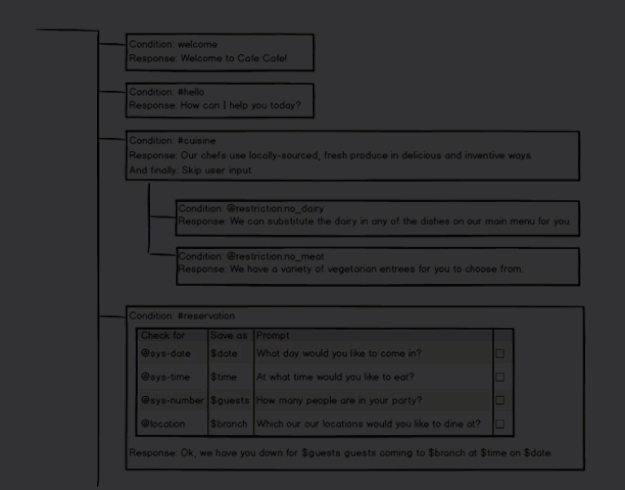 Condition: welcome
Response: Welcome to Cafe Cafe!
Condition: #hello
Response: How can I help you today?
Condition: #cuisine
Response: Our chefs use locally-sourced, fresh produce in delicious and inventive ways.
And finally: Skip user input
Condition: @restriction:no_dairy
Response: We can substitute the dairy in any of the dishes on our main menu for you.
Condition: @restriction:no_meat
Response: We have a variety of vegetarian entrees for you to choose from.
Condition: #reservation
Check for Save as Prompt
@sys-date $date What day would you like to come in?
@sys-time $time At what time would you like to eat?
@sys-number $guests How many people are in your party?
@location $branch Which our our locations would you like to dine at?
Response: Ok, we have you down for $guests guests coming to $branch at $time on $date.